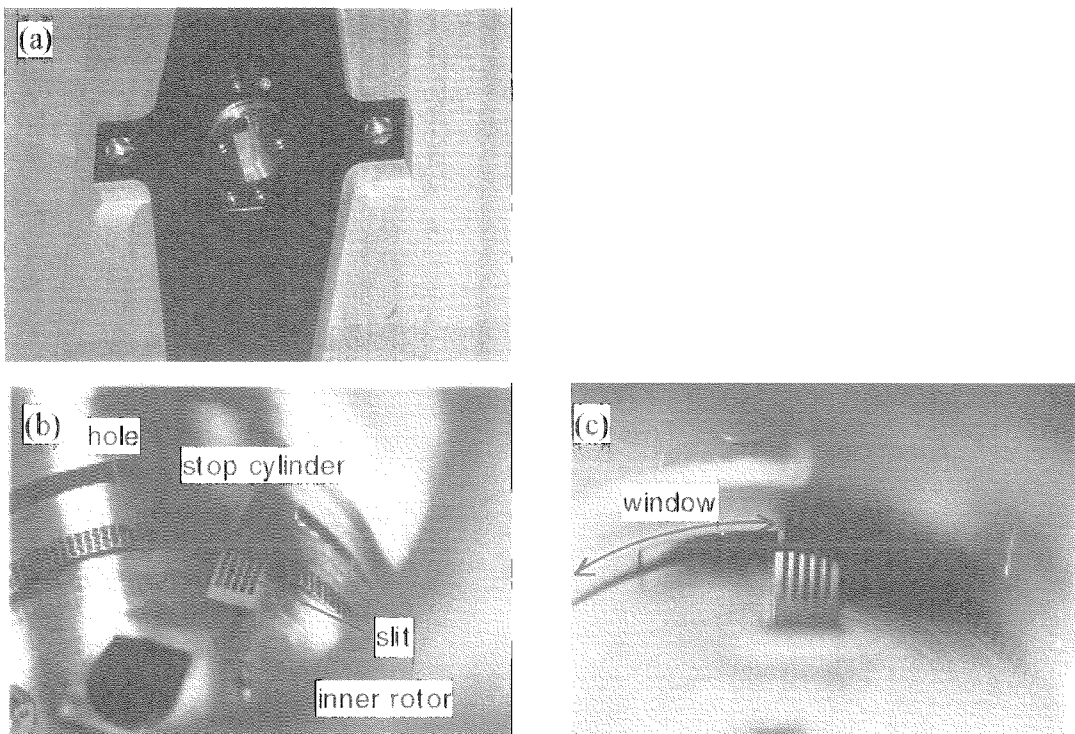 (a)
(b)
hole
stop cylinder
slit
inner rotor
(c)
window